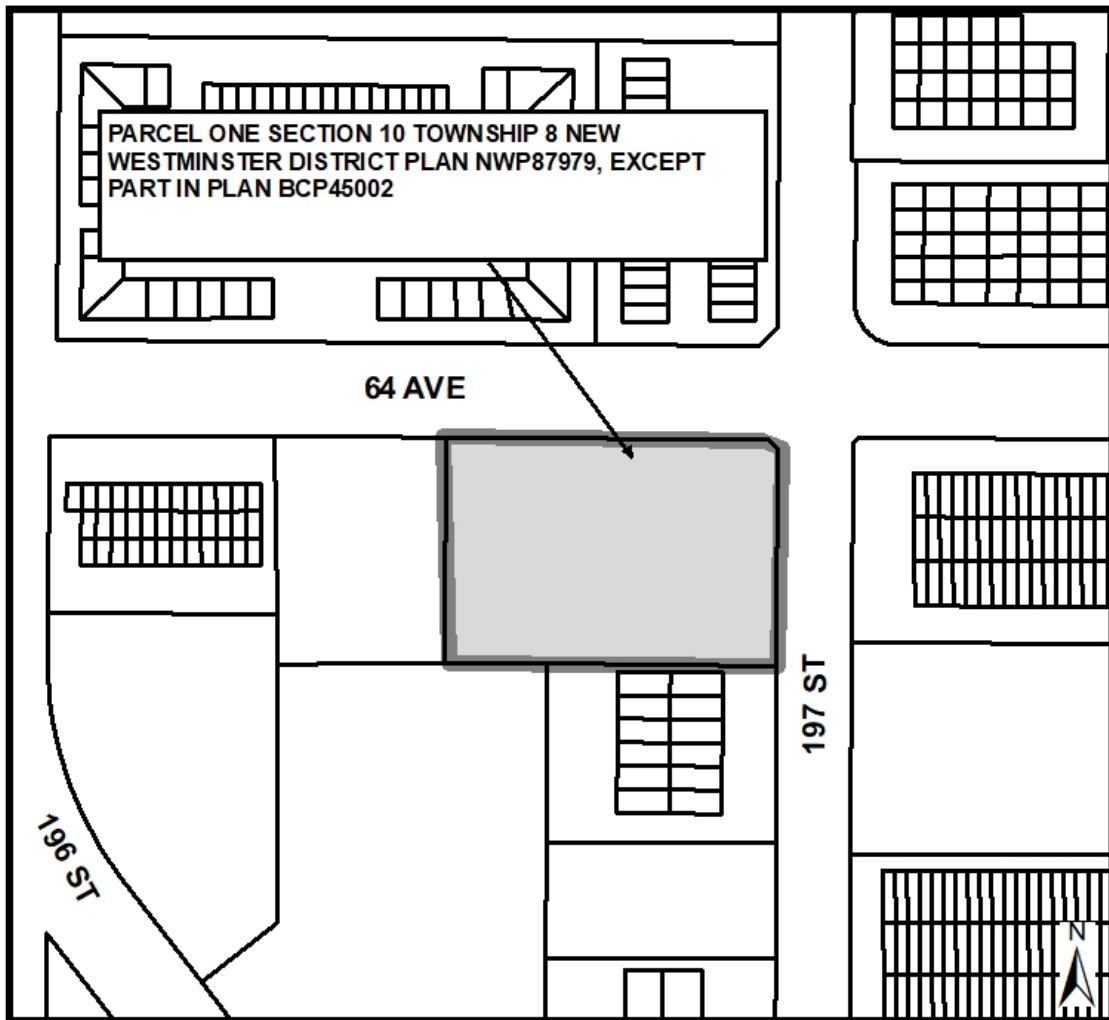 PARCEL ONE SECTION 10 TOWNSHIP 8 NEW
WESTMINSTER DISTRICT PLAN NWP87979, EXCEPT
PART IN PLAN BCP45002
64 AVE
197 ST
196 ST
N